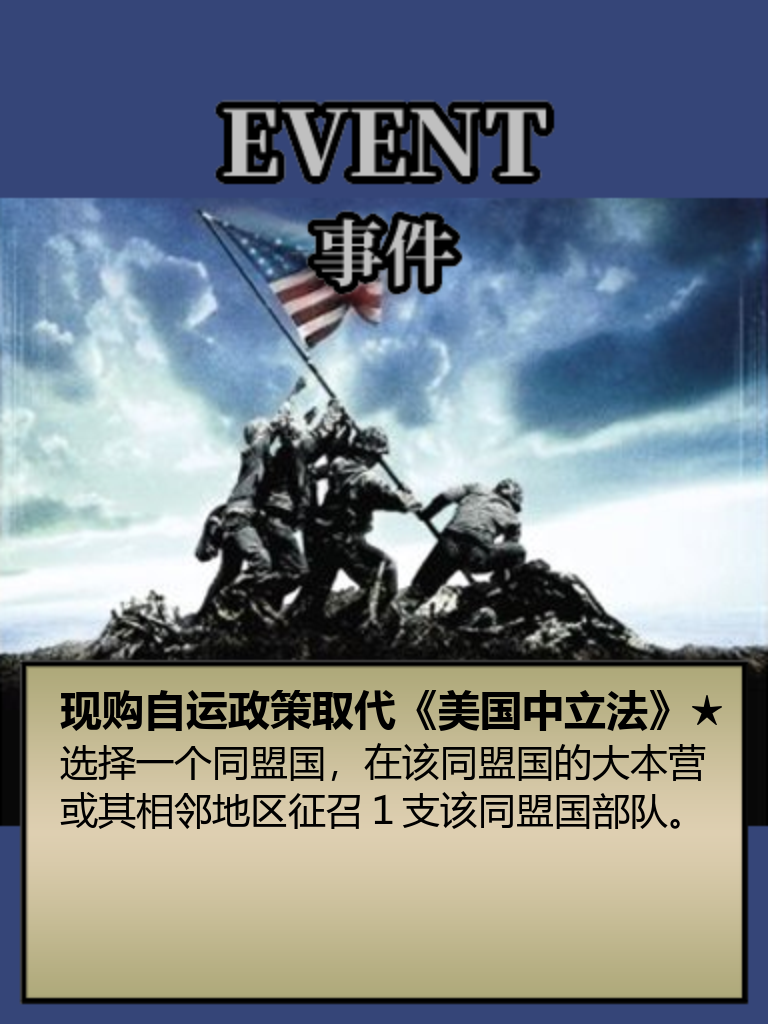 EVENT
事件
现购自运政策取代《美国中立法》★
选择一个同盟国，在该同盟国的大本营
或其相邻地区征召1支该同盟国部队。